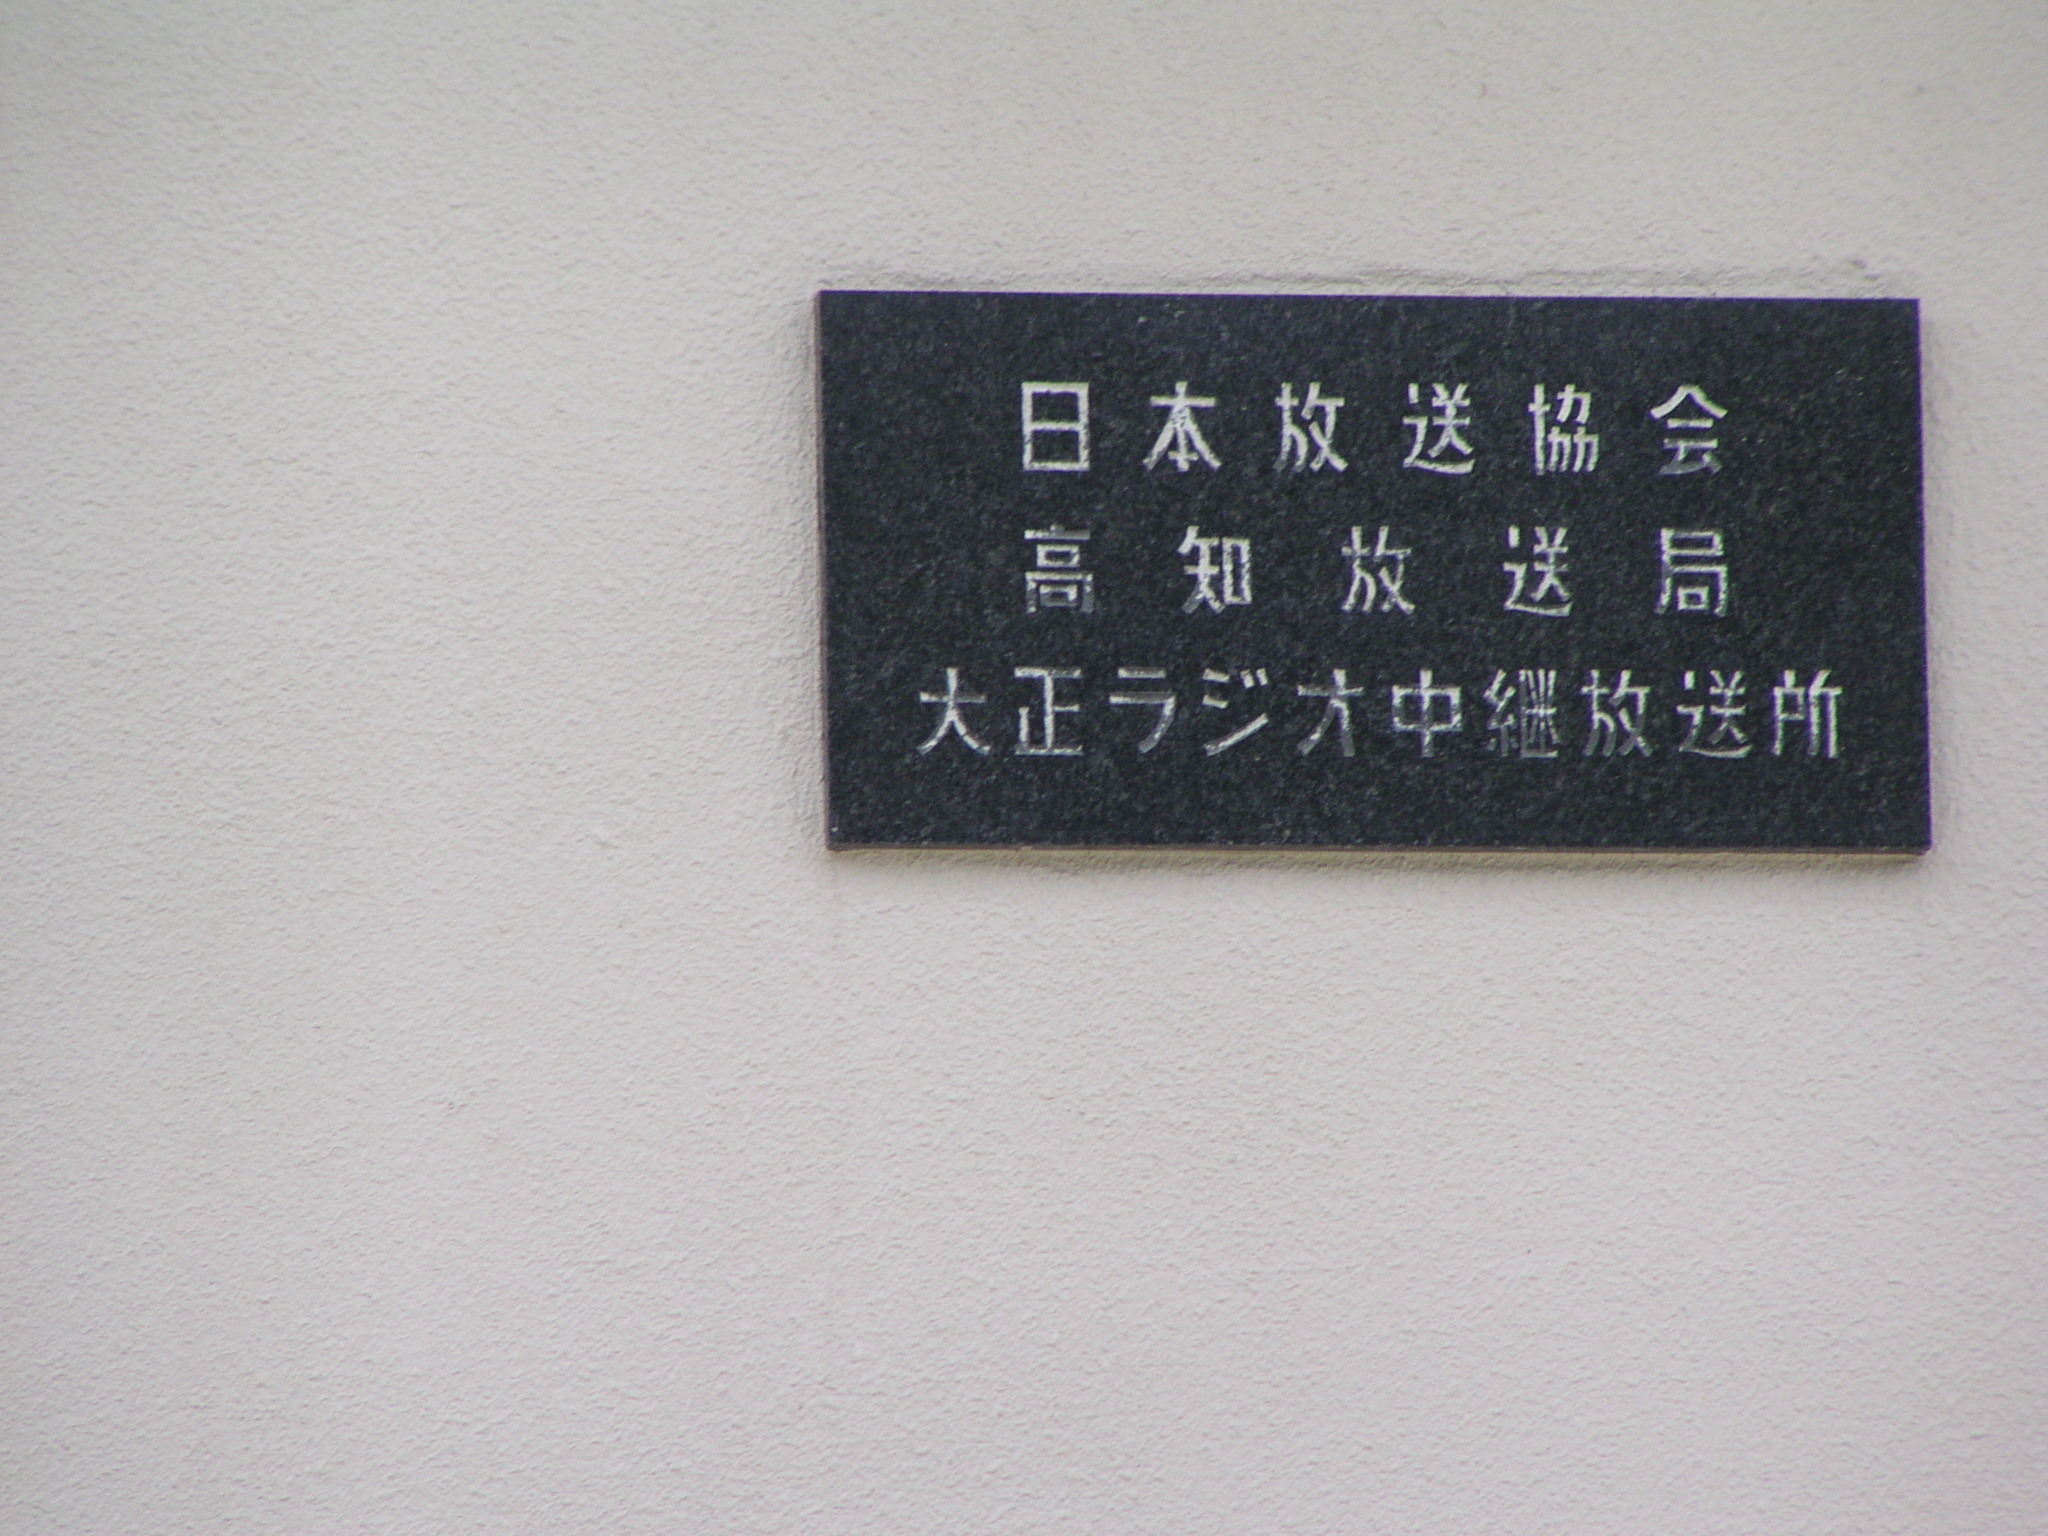 日本放送協会
高知放送局
大正ラジオ中継放送所